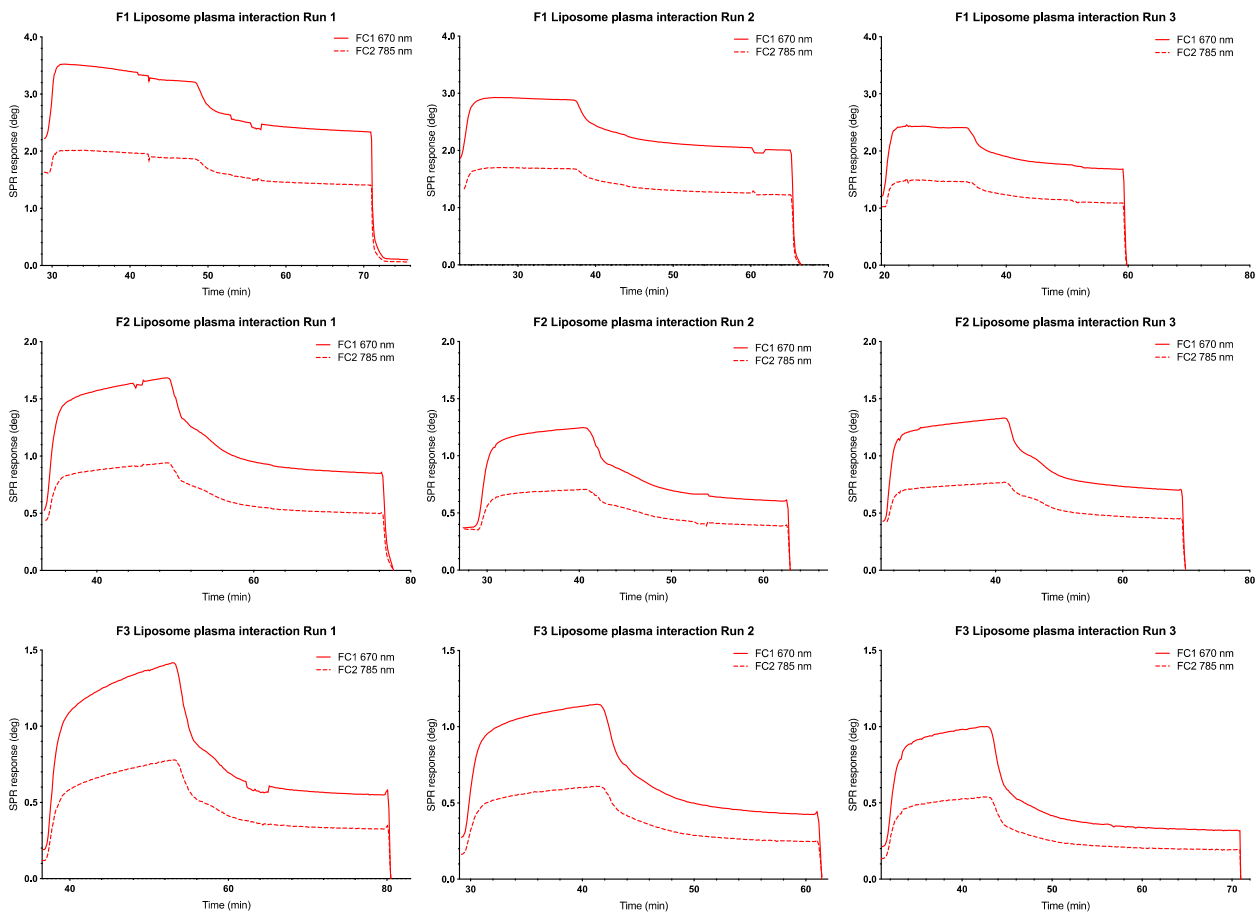 F1 Liposome plasma interaction Run 1
FC1 670 nm
FC2 785 nm
SPR response (deg)
4.0
3.0
2.0
1.0
0.0
30 40 50 60 70
Time (min)
F1 Liposome plasma interaction Run 2
FC1 670 nm
FC2 785 nm
SPR response (deg)
4.0
3.0
2.0
1.0
0.0
30 40 50 60 70
Time (min)
F1 Liposome plasma interaction Run 3
FC1 670 nm
FC2 785 nm
SPR response (deg)
4.0
3.0
2.0
1.0
0.0
20 40 60 80
Time (min)
F2 Liposome plasma interaction Run 1
FC1 670 nm
FC2 785 nm
SPR response (deg)
2.0
1.5
1.0
0.5
0.0
40 60 80
Time (min)
F2 Liposome plasma interaction Run 2
FC1 670 nm
FC2 785 nm
SPR response (deg)
2.0
1.5
1.0
0.5
0.0
30 40 50 60
Time (min)
F2 Liposome plasma interaction Run 3
FC1 670 nm
FC2 785 nm
SPR response (deg)
2.0
1.5
1.0
0.5
0.0
40 60 80
Time (min)
F3 Liposome plasma interaction Run 1
FC1 670 nm
FC2 785 nm
SPR response (deg)
1.5
1.0
0.5
0.0
40 60 80
Time (min)
F3 Liposome plasma interaction Run 2
FC1 670 nm
FC2 785 nm
SPR response (deg)
1.5
1.0
0.5
0.0
30 40 50 60
Time (min)
F3 Liposome plasma interaction Run 3
FC1 670 nm
FC2 785 nm
SPR response (deg)
1.5
1.0
0.5
0.0
40 50 60 70
Time (min)